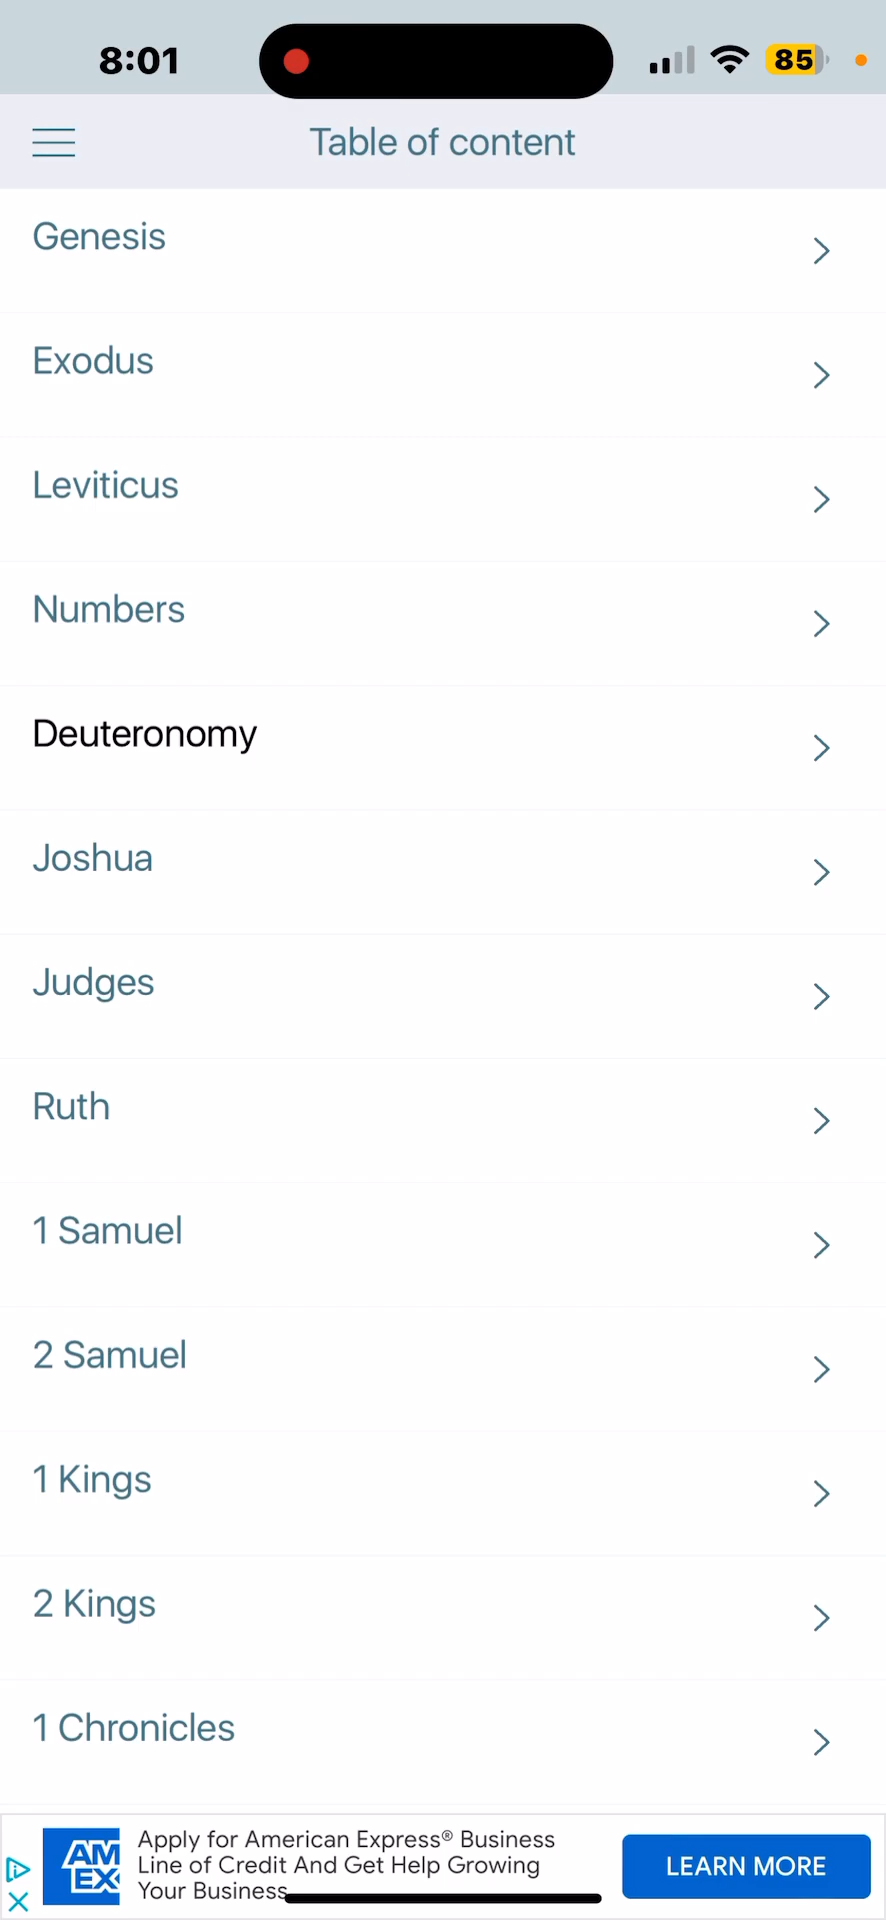 8:01
85
Table of content
Genesis
Exodus
Leviticus
Numbers
Deuteronomy
Joshua
Judges
Ruth
1 Samuel
2 Samuel
1 Kings
2 Kings
1 Chronicles
AM
EX
Apply for American Express® Business
Line of Credit And Get Help Growing
Your Business
LEARN MORE